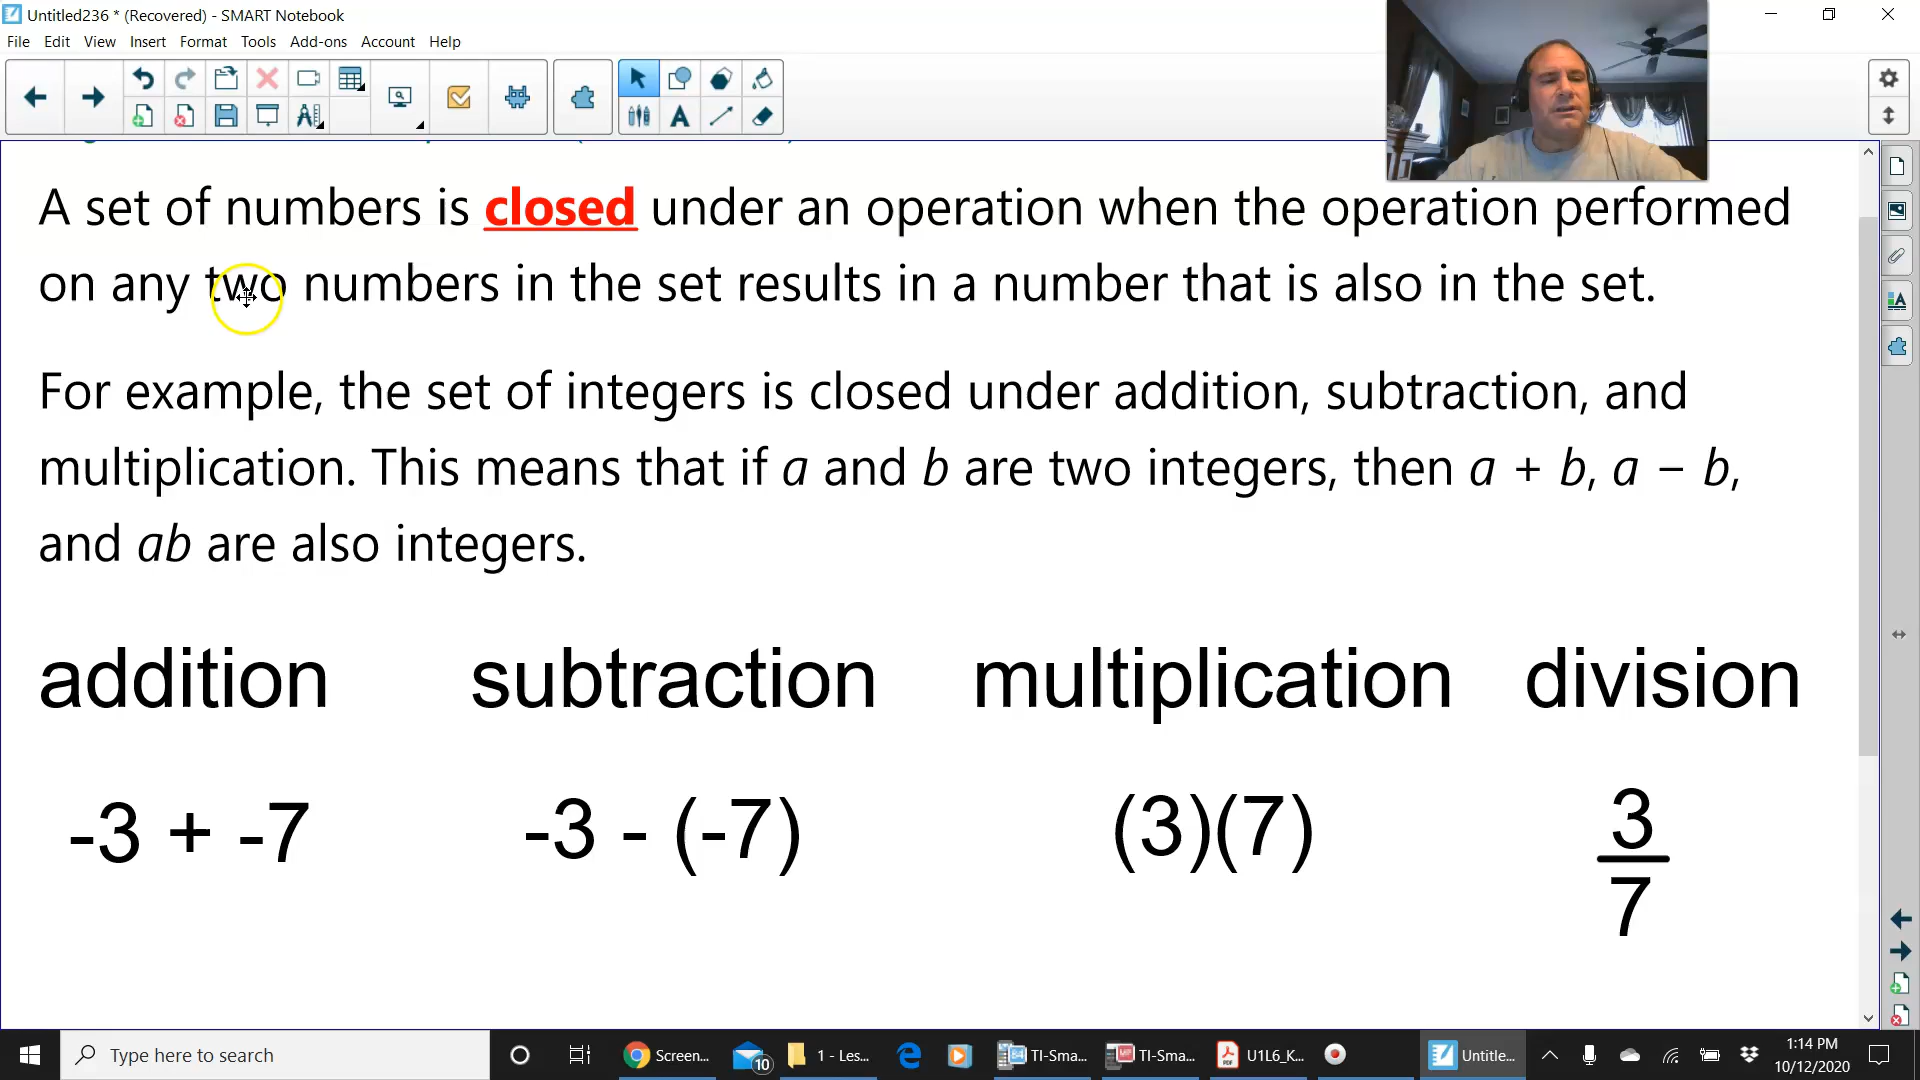 Untitled236 * (Recovered) - SMART Notebook
File Edit View Insert Format Tools Add-ons Account Help
A set of numbers is closed under an operation when the operation performed
on any two numbers in the set results in a number that is also in the set.
For example, the set of integers is closed under addition, subtraction, and
multiplication. This means that if a and b are two integers, then a + b, a − b,
and ab are also integers.
addition subtraction multiplication division
-3 + -7 -3 - (-7) (3)(7) 3
7
Type here to search
10
Screen...
1 - Les...
84 TI-Sma...
TI-Sma...
U1L6_K...
Untitle...
1:14 PM
10/12/2020